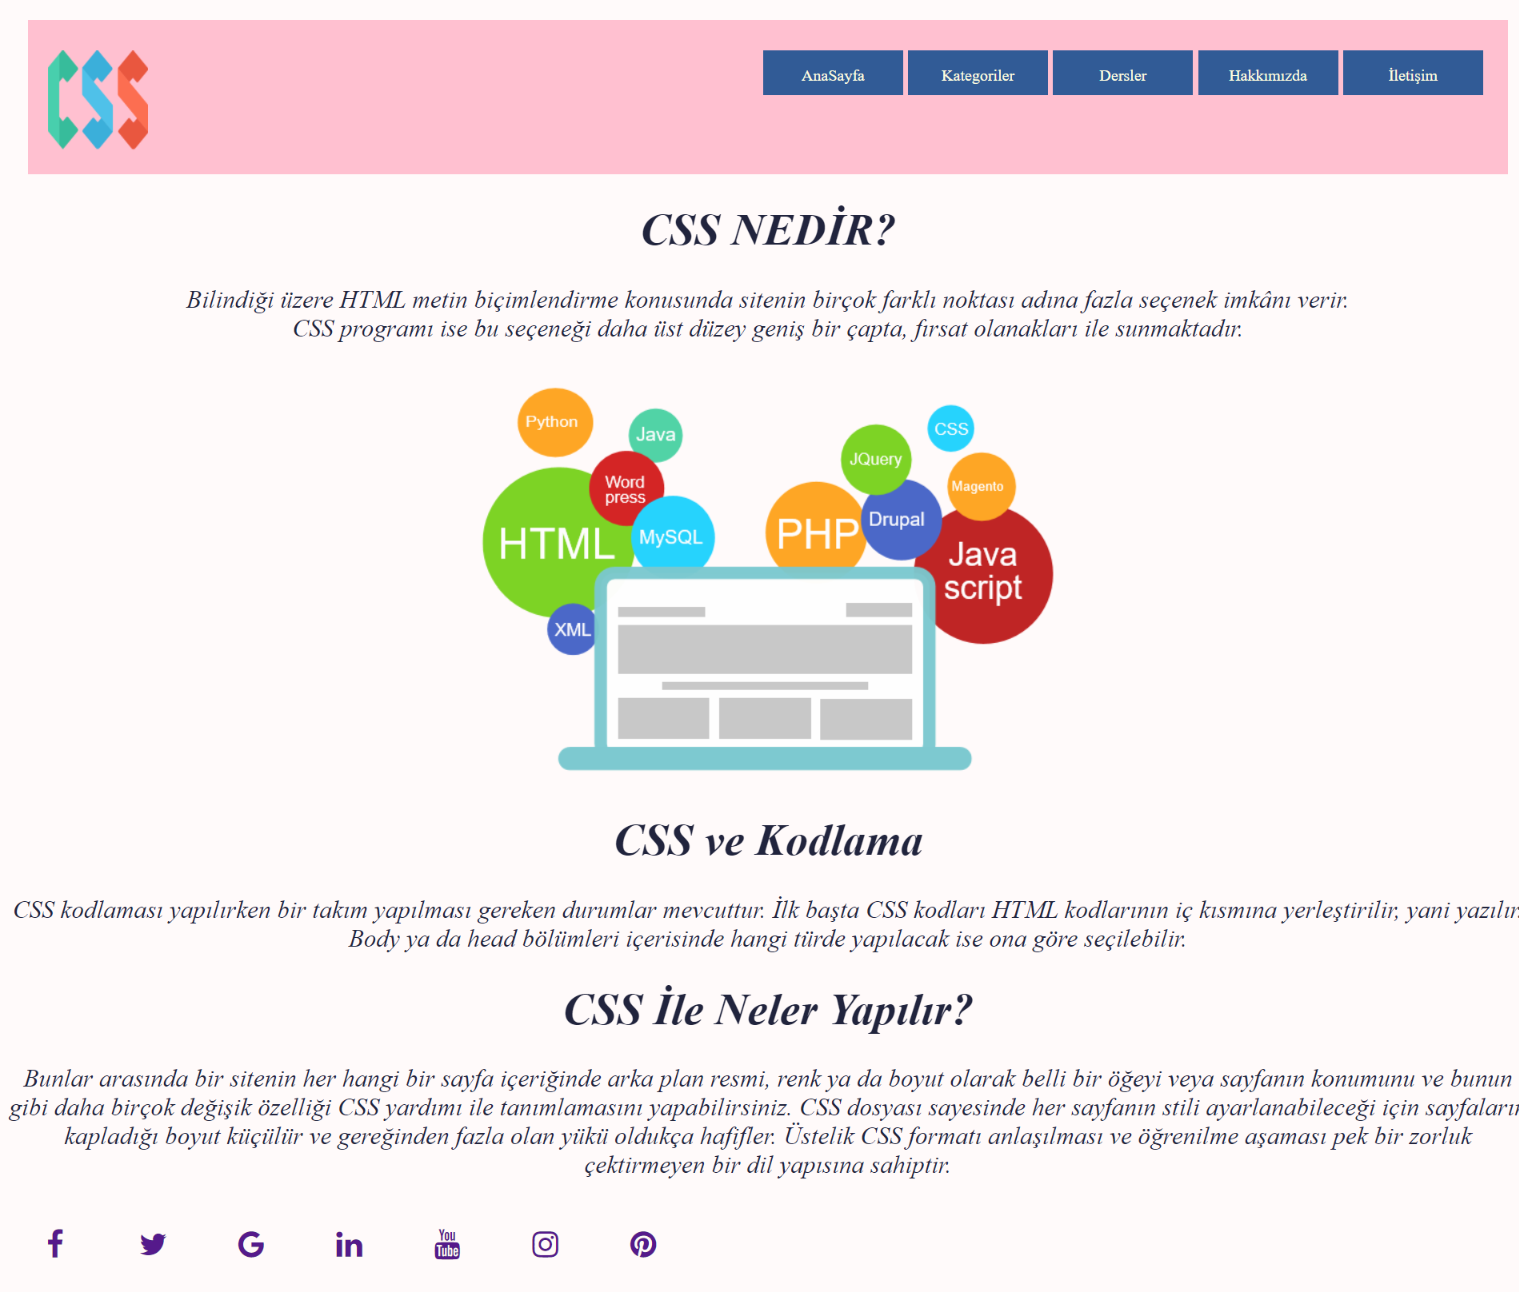 CSS
AnaSayfa
Kategoriler
Dersler
Hakkımızda
İletişim
CSS NEDİR?
Bilindiği üzere HTML metin biçimlendirme konusunda sitenin birçok farklı noktası adına fazla seçenek imkânı verir.
CSS programı ise bu seçeneği daha üst düzey geniş bir çapta, fırsat olanakları ile sunmaktadır.
Python
Java
CSS
JQuery
Word
press
Magento
HTML
MySQL
PHP
Drupal
Java
script
XML
CSS ve Kodlama
CSS kodlaması yapılırken bir takım yapılması gereken durumlar mevcuttur. İlk başta CSS kodları HTML kodlarının iç kısmına yerleştirilir, yani yazılır.
Body ya da head bölümleri içerisinde hangi türde yapılacak ise ona göre seçilebilir.
CSS İle Neler Yapılır?
Bunlar arasında bir sitenin her hangi bir sayfa içeriğinde arka plan resmi, renk ya da boyut olarak belli bir öğeyi veya sayfanın konumunu ve bunun
gibi daha birçok değişik özelliği CSS yardımı ile tanımlamasını yapabilirsiniz. CSS dosyası sayesinde her sayfanın stili ayarlanabileceği için sayfaların
kapladığı boyut küçülür ve gereğinden fazla olan yükü oldukça hafifler. Üstelik CSS formatı anlaşılması ve öğrenilme aşaması pek bir zorluk
çektirmeyen bir dil yapısına sahiptir.
You
Tube